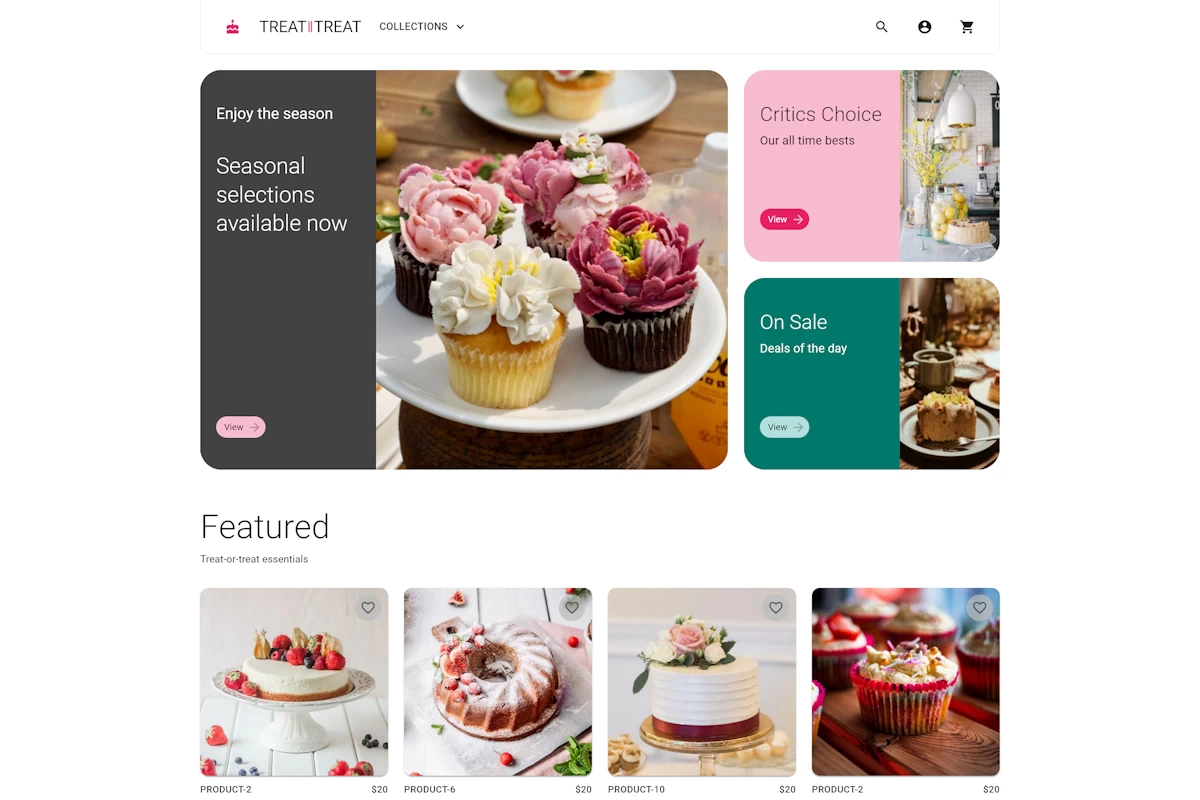 TREAT||TREAT COLLECTIONS
Enjoy the season
Seasonal
selections
available now
View
Critics Choice
Our all time bests
View
On Sale
Deals of the day
View
Featured
Treat-or-treat essentials
PRODUCT-2 $20
PRODUCT-6 $20
PRODUCT-10 $20
PRODUCT-2 $20